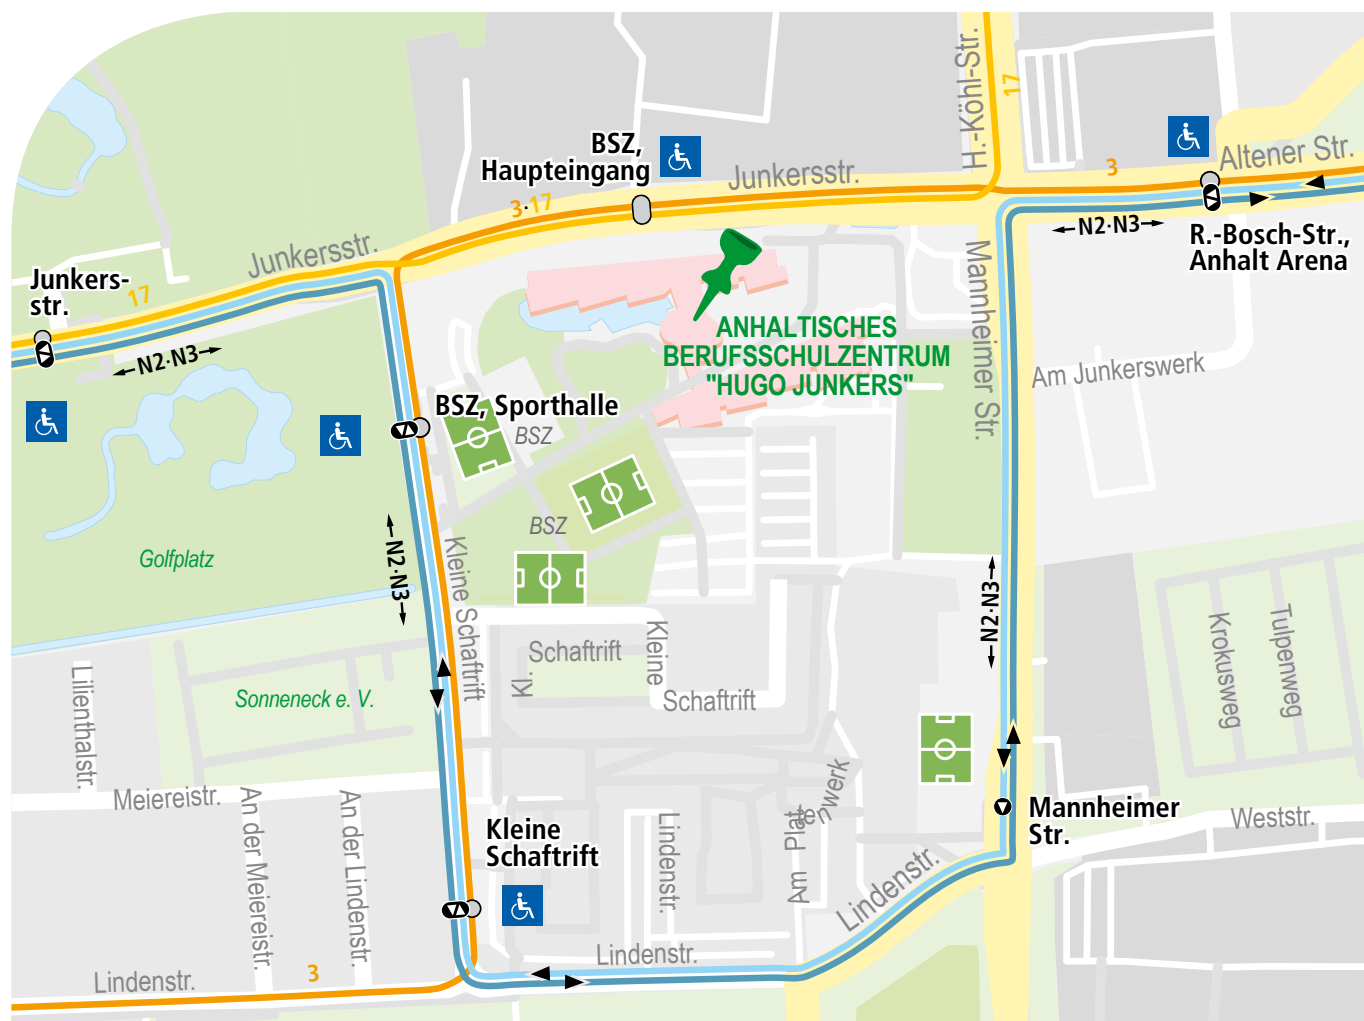 H.-Köhl-Str.
17
BSZ,
Haupteingang
Junkersstr.
3
Altener Str.
3·17
N2·N3
R.-Bosch-Str.,
Anhalt Arena
Junkersstr.
Junkers-
str.
17
N2·N3
Mannheimer Str.
ANHALTISCHES
BERUFSSCHULZENTRUM
"HUGO JUNKERS"
Am Junkerswerk
BSZ, Sporthalle
BSZ
BSZ
Golfplatz
N2·N3
Kleine Schaftrift
N2·N3
Schaftrift
Kl.
Kleine
Schaftrift
Krokusweg
Tulpenweg
Lilienthalstr.
Sonneneck e. V.
Meiereistr.
An der Meiereistr.
An der Lindenstr.
Kleine
Schaftrift
Lindenstr.
Am Plat
tenwerk
Mannheimer
Str.
Weststr.
Lindenstr.
Lindenstr.
Lindenstr.
3